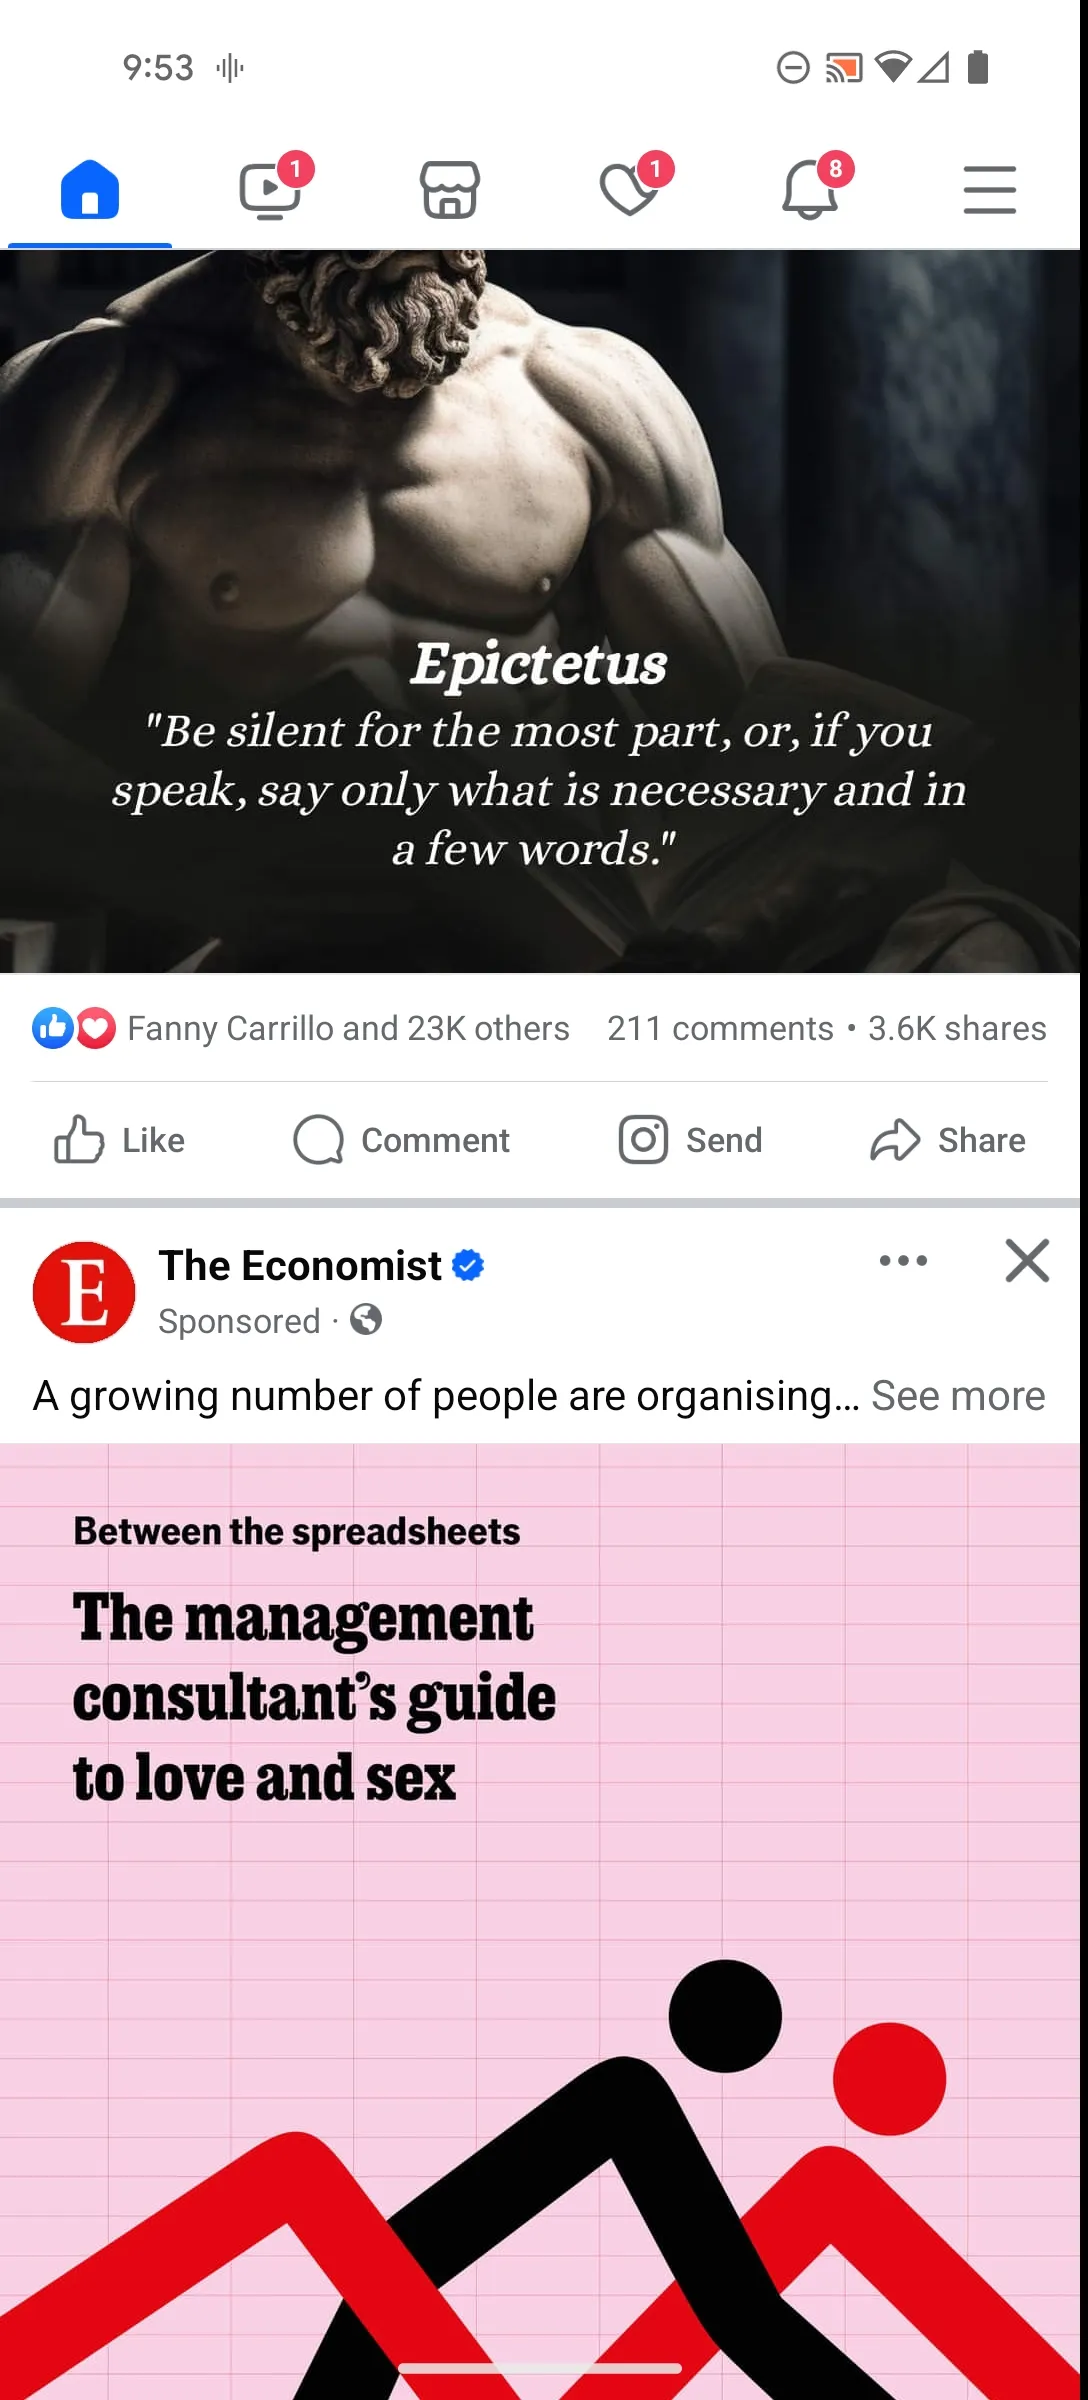 9:53
1
1
8
Epictetus
"Be silent for the most part, or, if you
speak, say only what is necessary and in
a few words."
Fanny Carrillo and 23K others 211 comments • 3.6K shares
Like Comment Send Share
E
The Economist
Sponsored ·
A growing number of people are organising... See more
Between the spreadsheets
The management
consultant’s guide
to love and sex